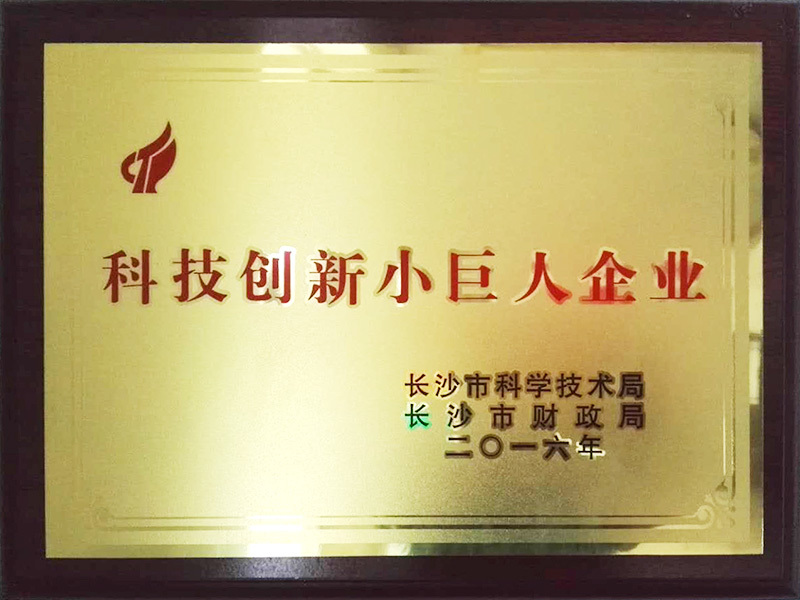 科技创新小巨人企业
长沙市科学技术局
长沙市财政局
二〇一六年